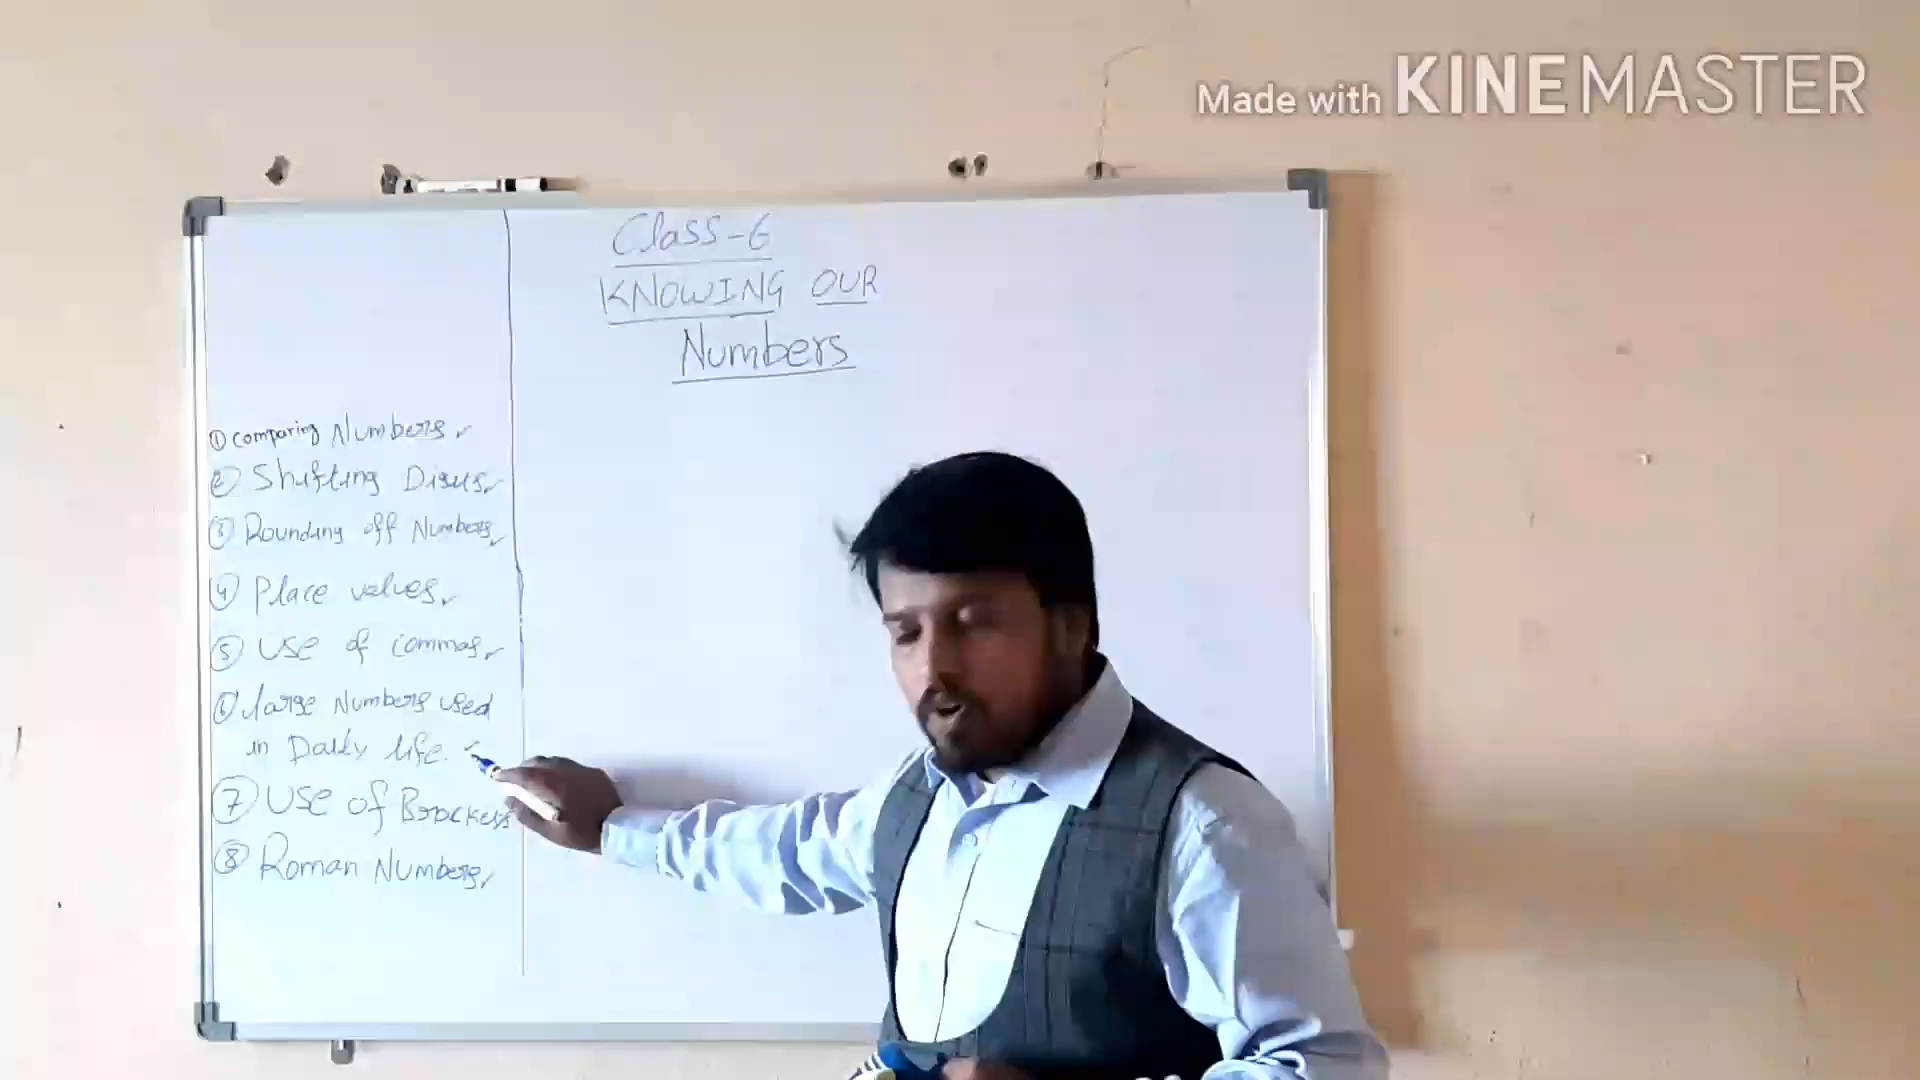 Made with KINEMASTER
Class-6
KNOWING OUR
Numbers
① Comparing Numbers
② Shifting Digits
③ Rounding off Numbers
④ Place values
⑤ Use of commas
⑥ large Numbers used
in Daily life.
⑦ Use of Brackets
⑧ Roman Numbers